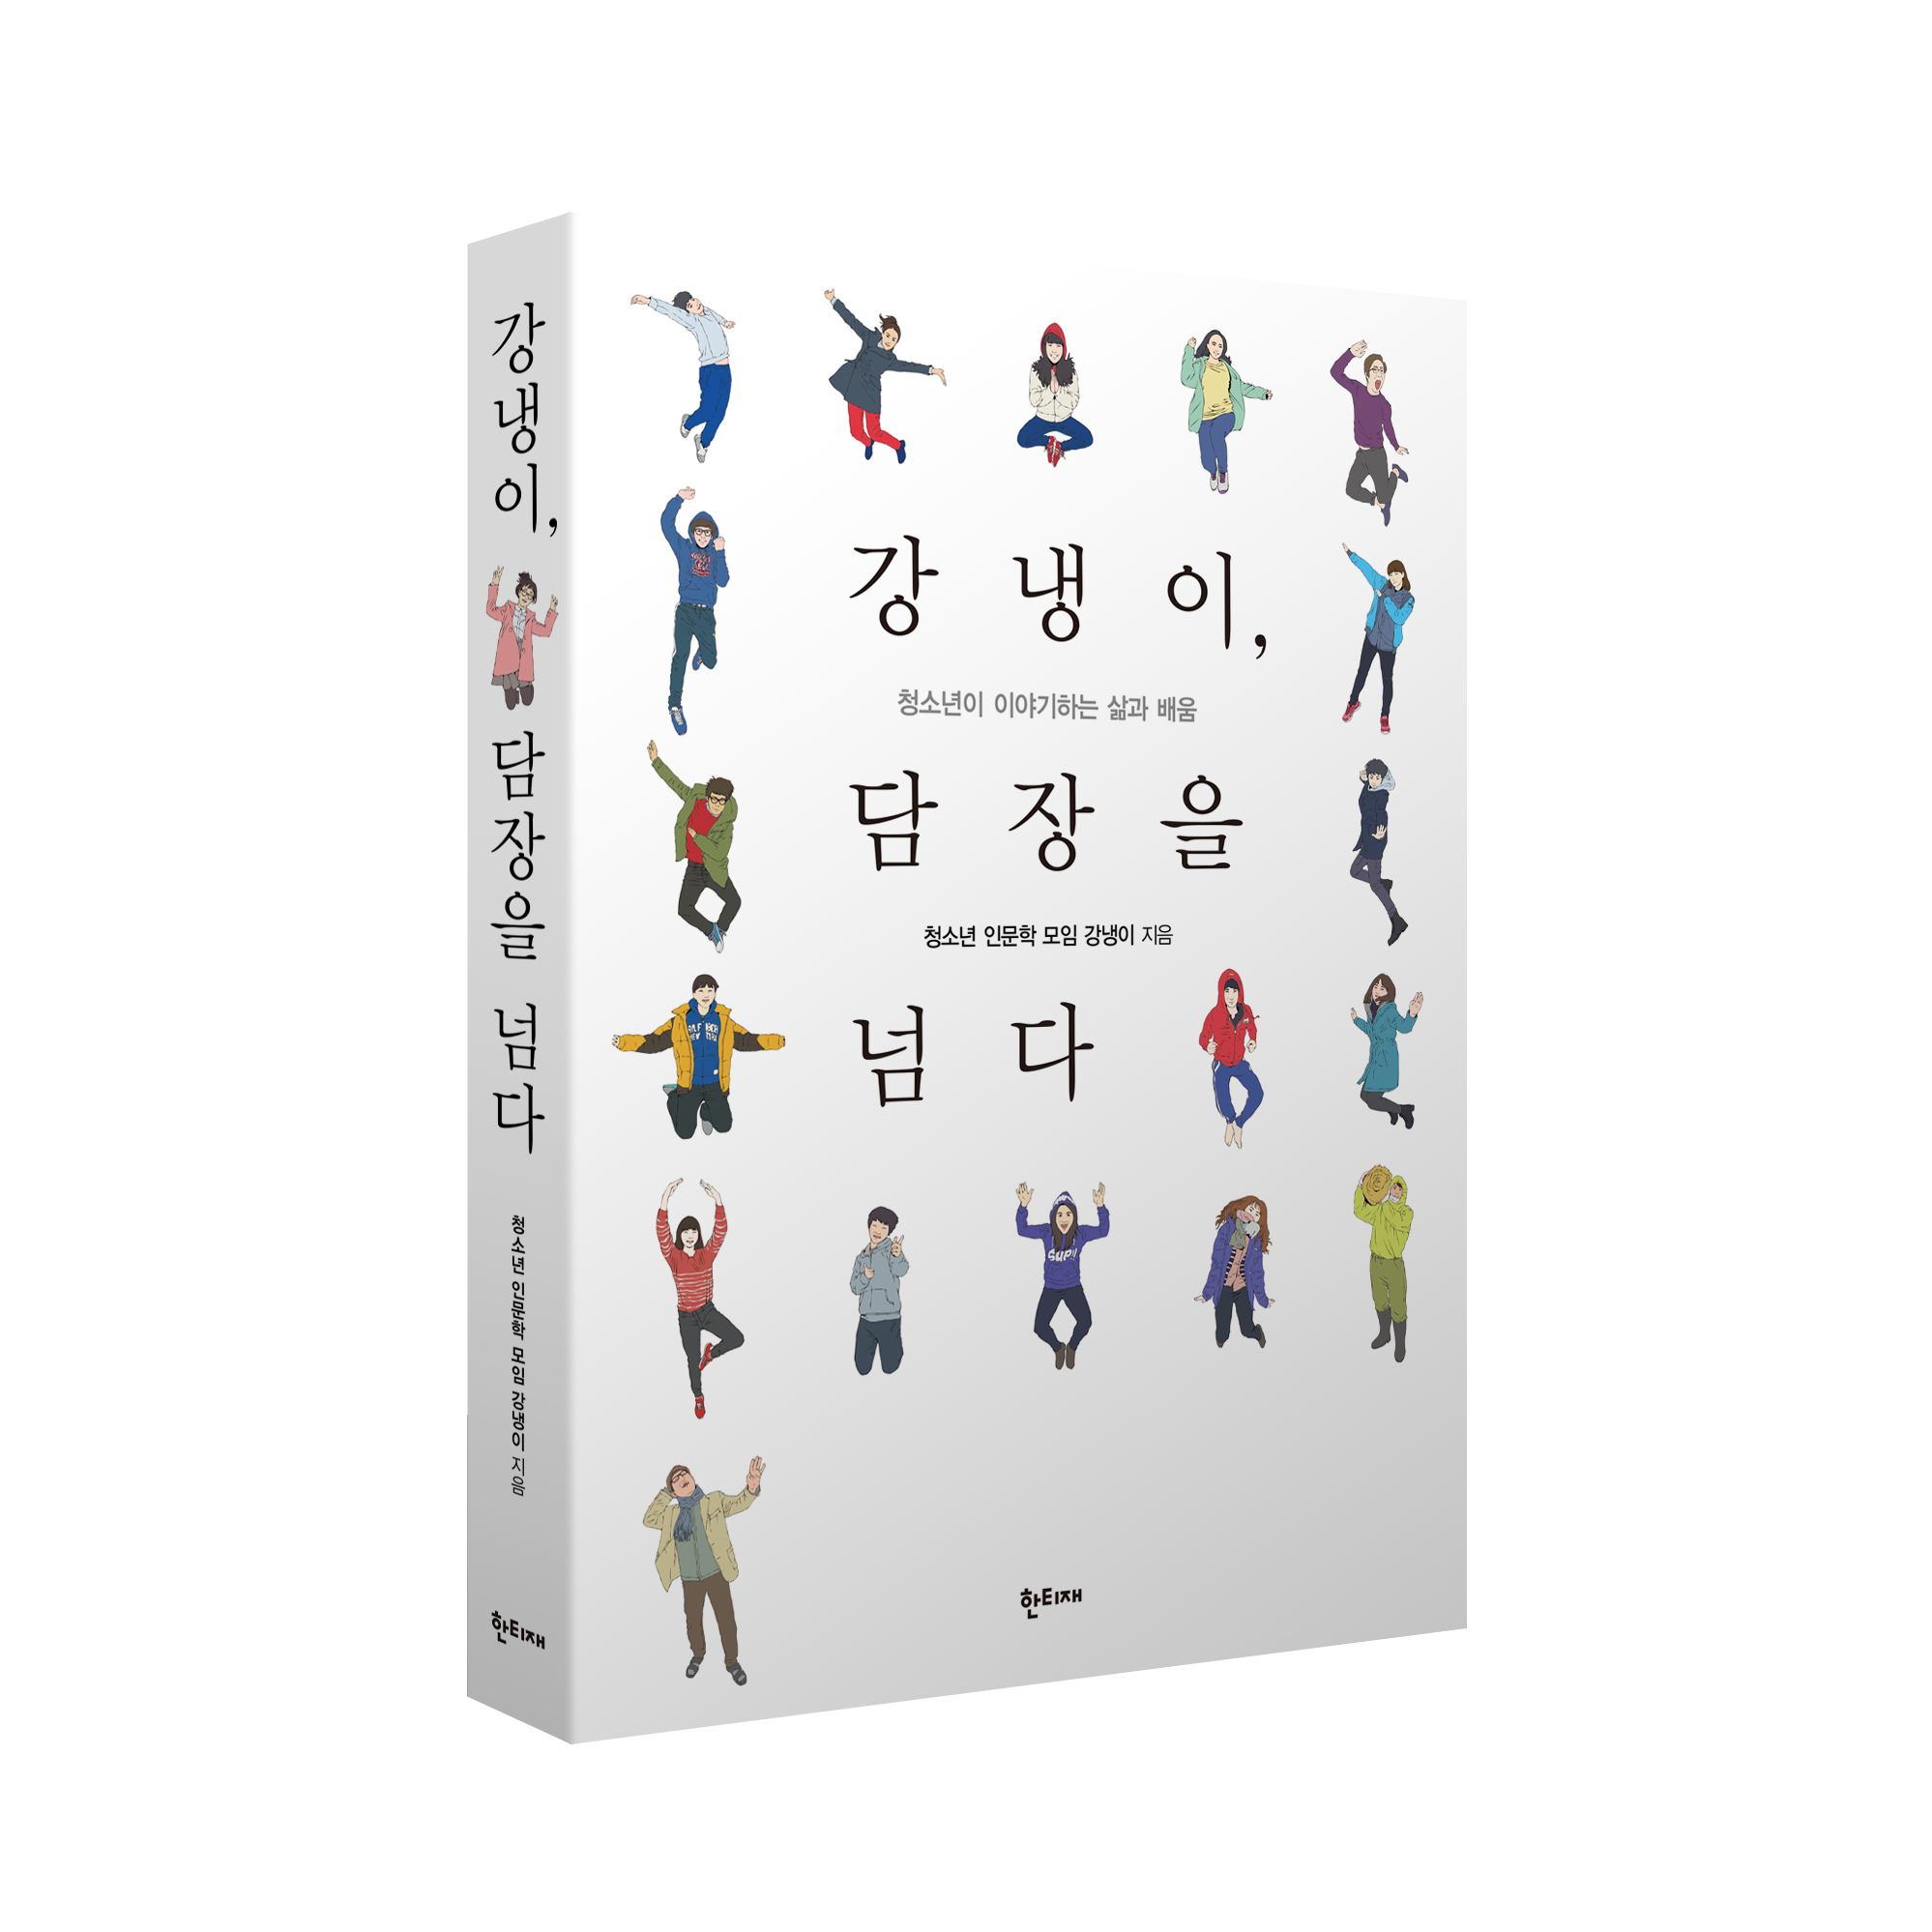 강냉이,
담장을
넘다
청소년 인문학 모임 강냉이 지음
한티재
강냉이,
청소년이 이야기하는 삶과 배움
담장을
청소년 인문학 모임 강냉이 지음
넘다
SUP!!
한티재